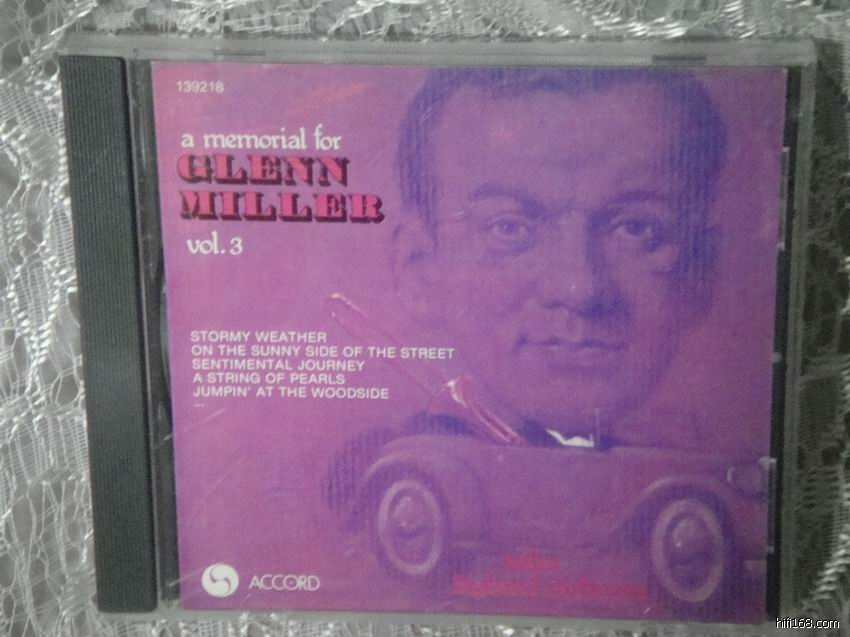 139218
a memorial for
GLENN
MILLER
vol. 3
STORMY WEATHER
ON THE SUNNY SIDE OF THE STREET
SENTIMENTAL JOURNEY
A STRING OF PEARLS
JUMPIN' AT THE WOODSIDE
...
ACCORD
hifi168.com